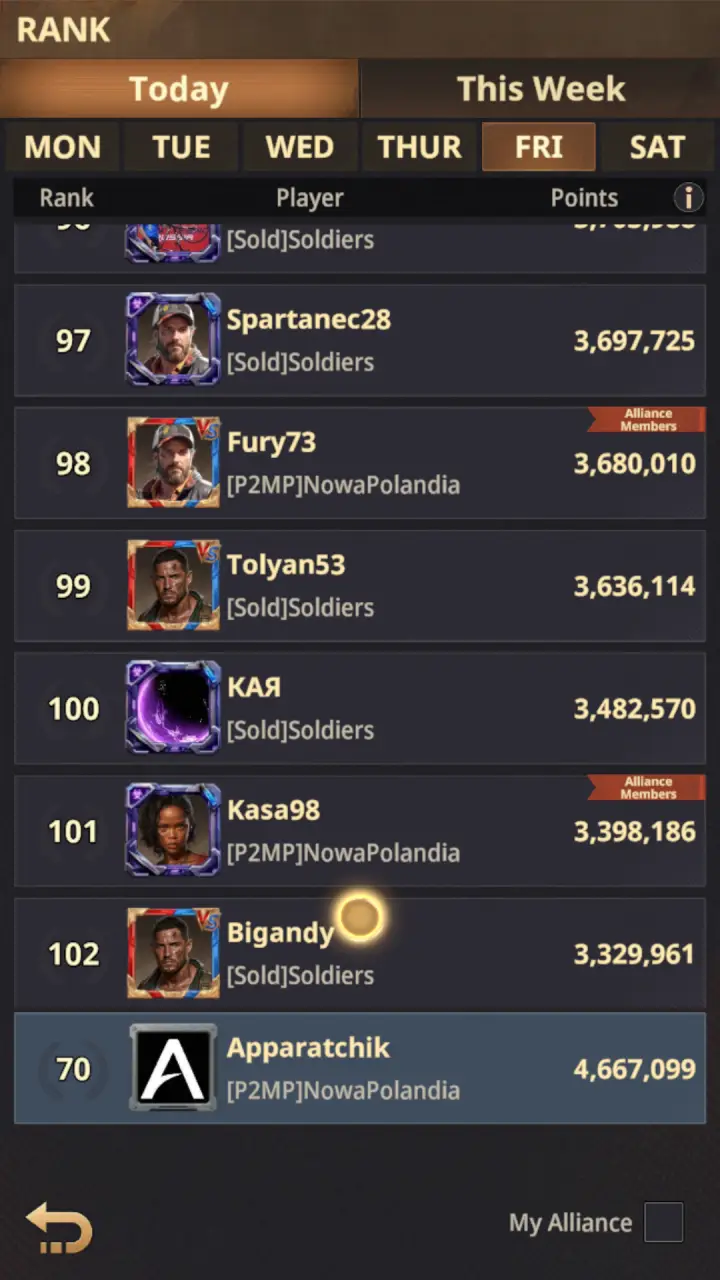 RANK
Today
This Week
MON TUE WED THUR FRI SAT
Rank Player Points
[Sold]Soldiers
97 Spartanec28 3,697,725
[Sold]Soldiers
Alliance
Members
98 Fury73 3,680,010
[P2MP]NowaPolandia
99 Tolyan53 3,636,114
[Sold]Soldiers
100 КАЯ 3,482,570
[Sold]Soldiers
Alliance
Members
101 Kasa98 3,398,186
[P2MP]NowaPolandia
102 Bigandy 3,329,961
[Sold]Soldiers
70 Apparatchik 4,667,099
[P2MP]NowaPolandia
My Alliance